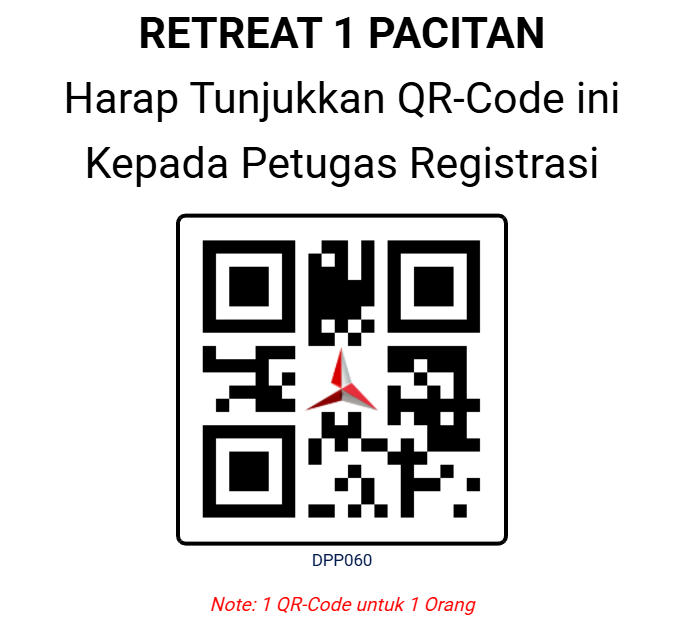 RETREAT 1 PACITAN
Harap Tunjukkan QR-Code ini
Kepada Petugas Registrasi
DPP060
Note: 1 QR-Code untuk 1 Orang